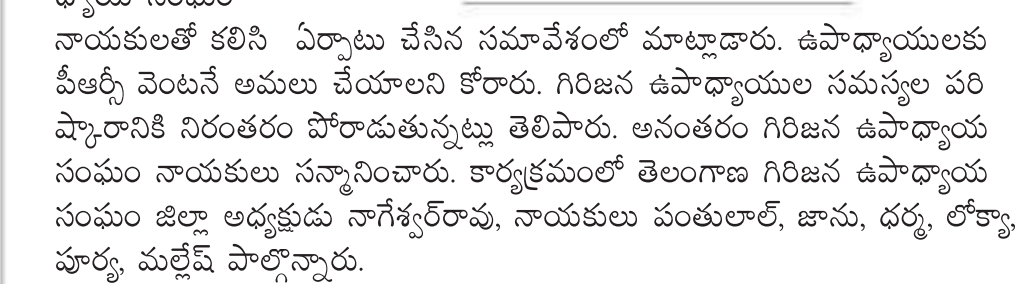 నాయకులతో కలిసి ఏర్పాటు చేసిన సమావేశంలో మాట్లాడారు. ఉపాధ్యాయులకు
పీఆర్సీ వెంటనే అమలు చేయాలని కోరారు. గిరిజన ఉపాధ్యాయుల సమస్యల పరి
ష్కారానికి నిరంతరం పోరాడుతున్నట్లు తెలిపారు. అనంతరం గిరిజన ఉపాధ్యాయ
సంఘం నాయకులు సన్మానించారు. కార్యక్రమంలో తెలంగాణ గిరిజన ఉపాధ్యాయ
సంఘం జిల్లా అధ్యక్షుడు నాగేశ్వర్‌రావు, నాయకులు పంతులాల్, జాను, ధర్మ, లోక్యా,
పూర్య, మల్లేష్ పాల్గొన్నారు.